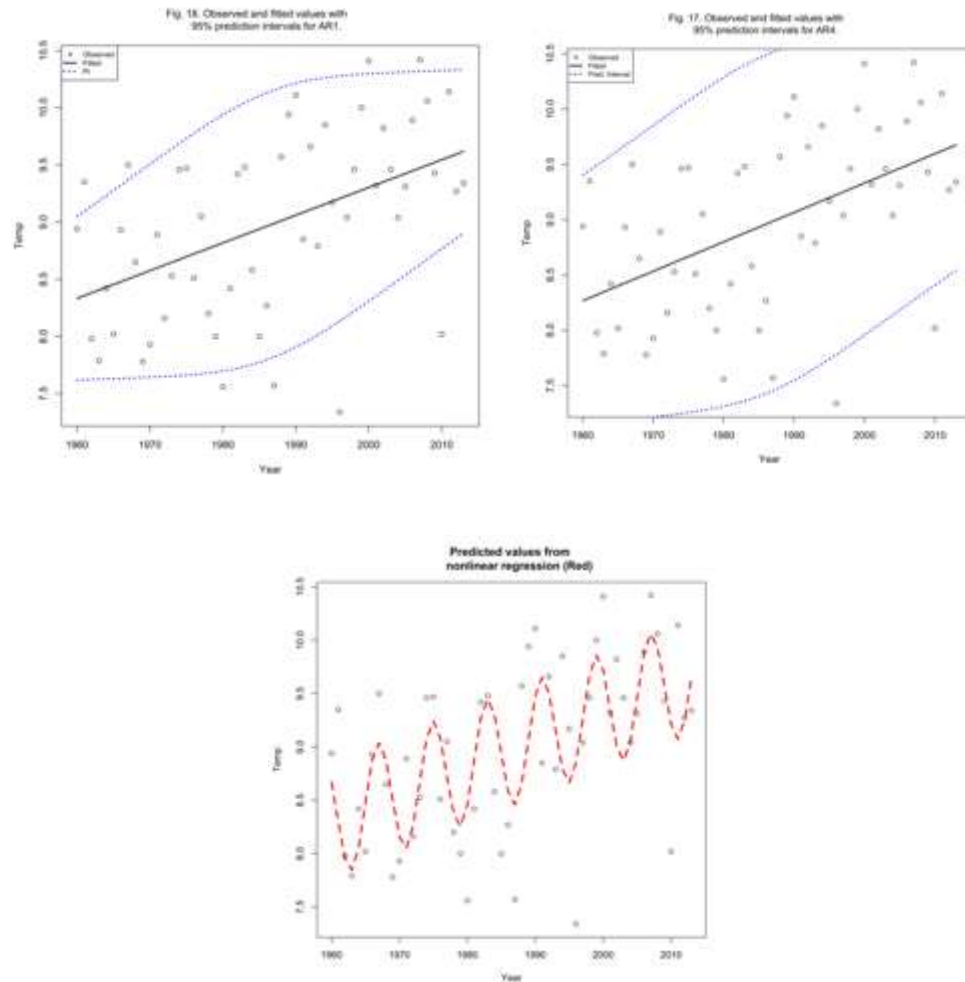 Fig. 16. Observed and fitted values with
95% prediction intervals for AR1.
Observed
Fitted
PI
10.5
10.0
9.5
9.0
8.5
8.0
7.5
Temp
1960 1970 1980 1990 2000 2010
Year
Fig. 17. Observed and fitted values with
95% prediction intervals for AR4
Observed
Fitted
Pred. Interval
10.5
10.0
9.5
9.0
8.5
8.0
7.5
Temp
1960 1970 1980 1990 2000 2010
Year
Predicted values from
nonlinear regression (Red)
10.5
10.0
9.5
9.0
8.5
8.0
7.5
Temp
1960 1970 1980 1990 2000 2010
Year